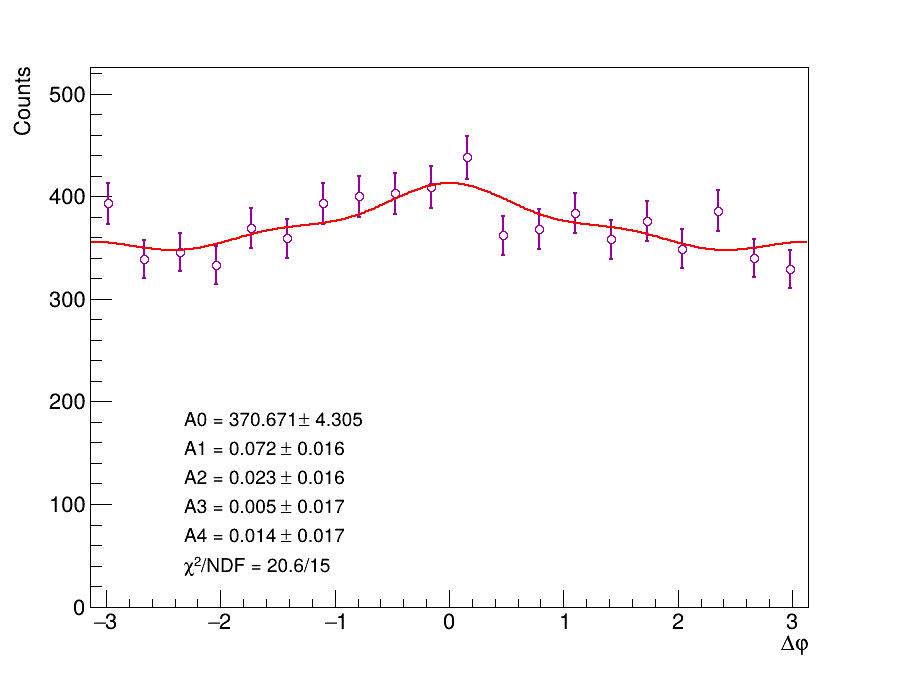 Counts
500
400
300
200
100
0
A0 = 370.671± 4.305
A1 = 0.072 ± 0.016
A2 = 0.023 ± 0.016
A3 = 0.005 ± 0.017
A4 = 0.014 ± 0.017
χ²/NDF = 20.6/15
−3 −2 −1 0 1 2 3
Δφ